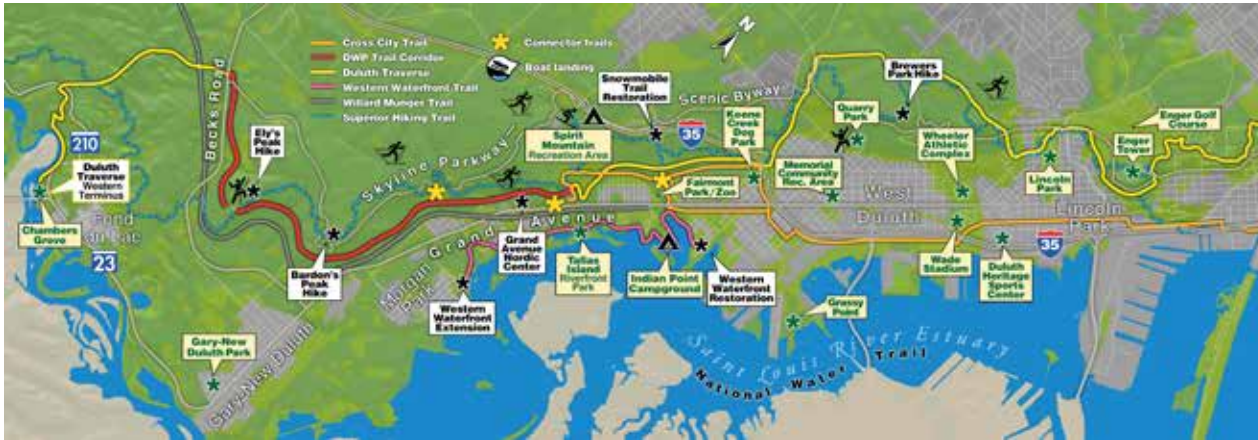 Cross City Trail
DWP Trail Corridor
Duluth Traverse
Western Waterfront Trail
Willard Munger Trail
Superior Hiking Trail
Connector Trails
Boat landing
Becks Road
210
Duluth
Traverse
Western
Terminus
Chambers
Grove
Fond
du Lac
23
Ely's
Peak
Hike
Bardon's
Peak
Hike
Skyline Parkway
Gary-New
Duluth Park
Gary-New Duluth
Morgan
Park
Grand Avenue
Western
Waterfront
Extension
Grand
Avenue
Nordic
Center
Spirit
Mountain
Recreation Area
Snowmobile
Trail
Restoration
35
Scenic Byway
N
Keene
Creek
Dog
Park
Fairmont
Park/Zoo
Tallas
Island
Riverfront
Park
Indian Point
Campground
Western
Waterfront
Restoration
Memorial
Community
Rec. Area
Grassy
Point
Saint Louis River Estuary
National Water Trail
Brewers
Park Hike
Quarry
Park
Wheeler
Athletic
Complex
West
Duluth
Wade
Stadium
Duluth
Heritage
Sports
Center
Lincoln
Park
Lincoln
Park
35
Enger Golf
Course
Enger
Tower